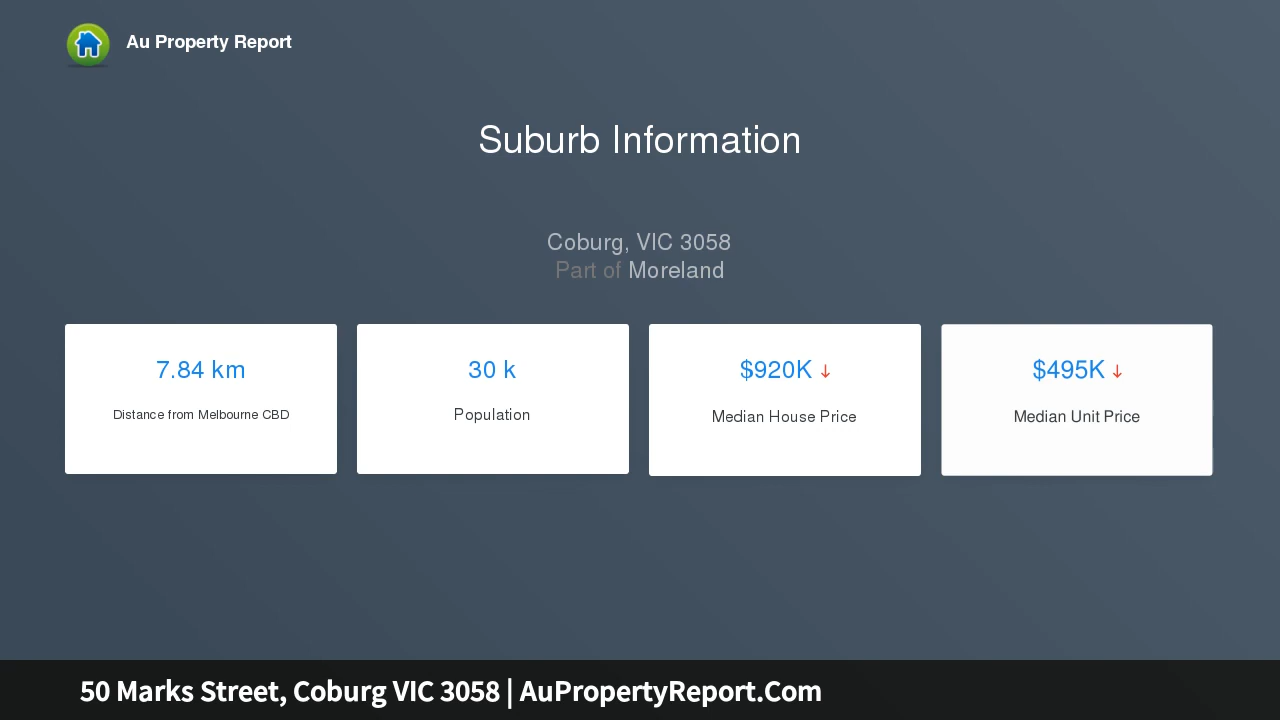 Au Property Report
Suburb Information
Coburg, VIC 3058
Part of Moreland
7.84 km
Distance from Melbourne CBD
30 k
Population
$920K ↓
Median House Price
$495K ↓
Median Unit Price
50 Marks Street, Coburg VIC 3058 | AuPropertyReport.Com